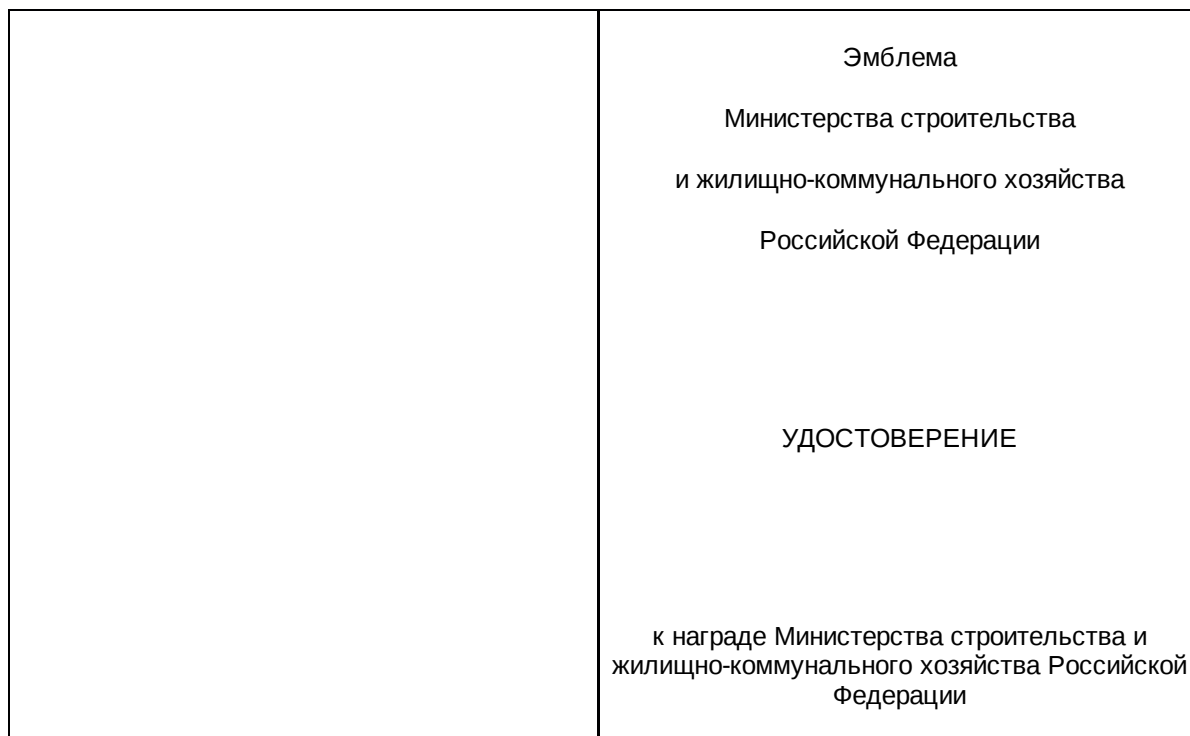 Эмблема
Министерства строительства
и жилищно-коммунального хозяйства
Российской Федерации
УДОСТОВЕРЕНИЕ
к награде Министерства строительства и
жилищно-коммунального хозяйства Российской
Федерации